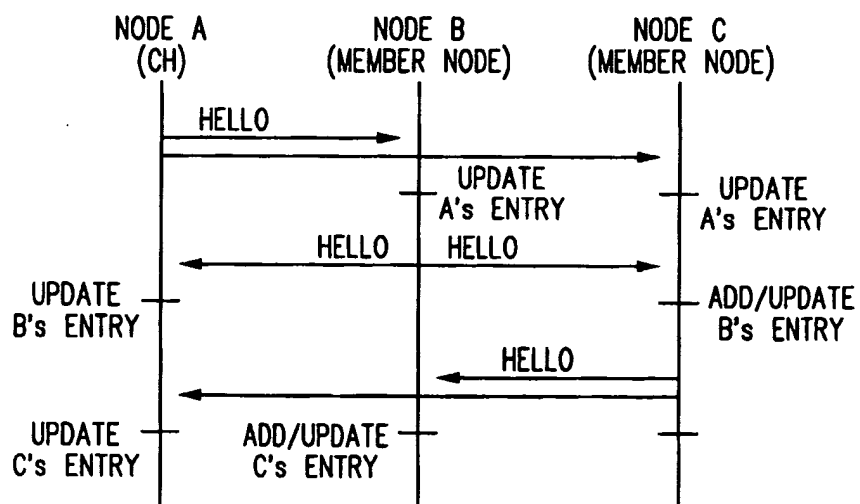 NODE A
(CH)
NODE B
(MEMBER NODE)
NODE C
(MEMBER NODE)
HELLO
UPDATE
A's ENTRY
UPDATE
A's ENTRY
HELLO
HELLO
UPDATE
B's ENTRY
ADD/UPDATE
B's ENTRY
HELLO
UPDATE
C's ENTRY
ADD/UPDATE
C's ENTRY